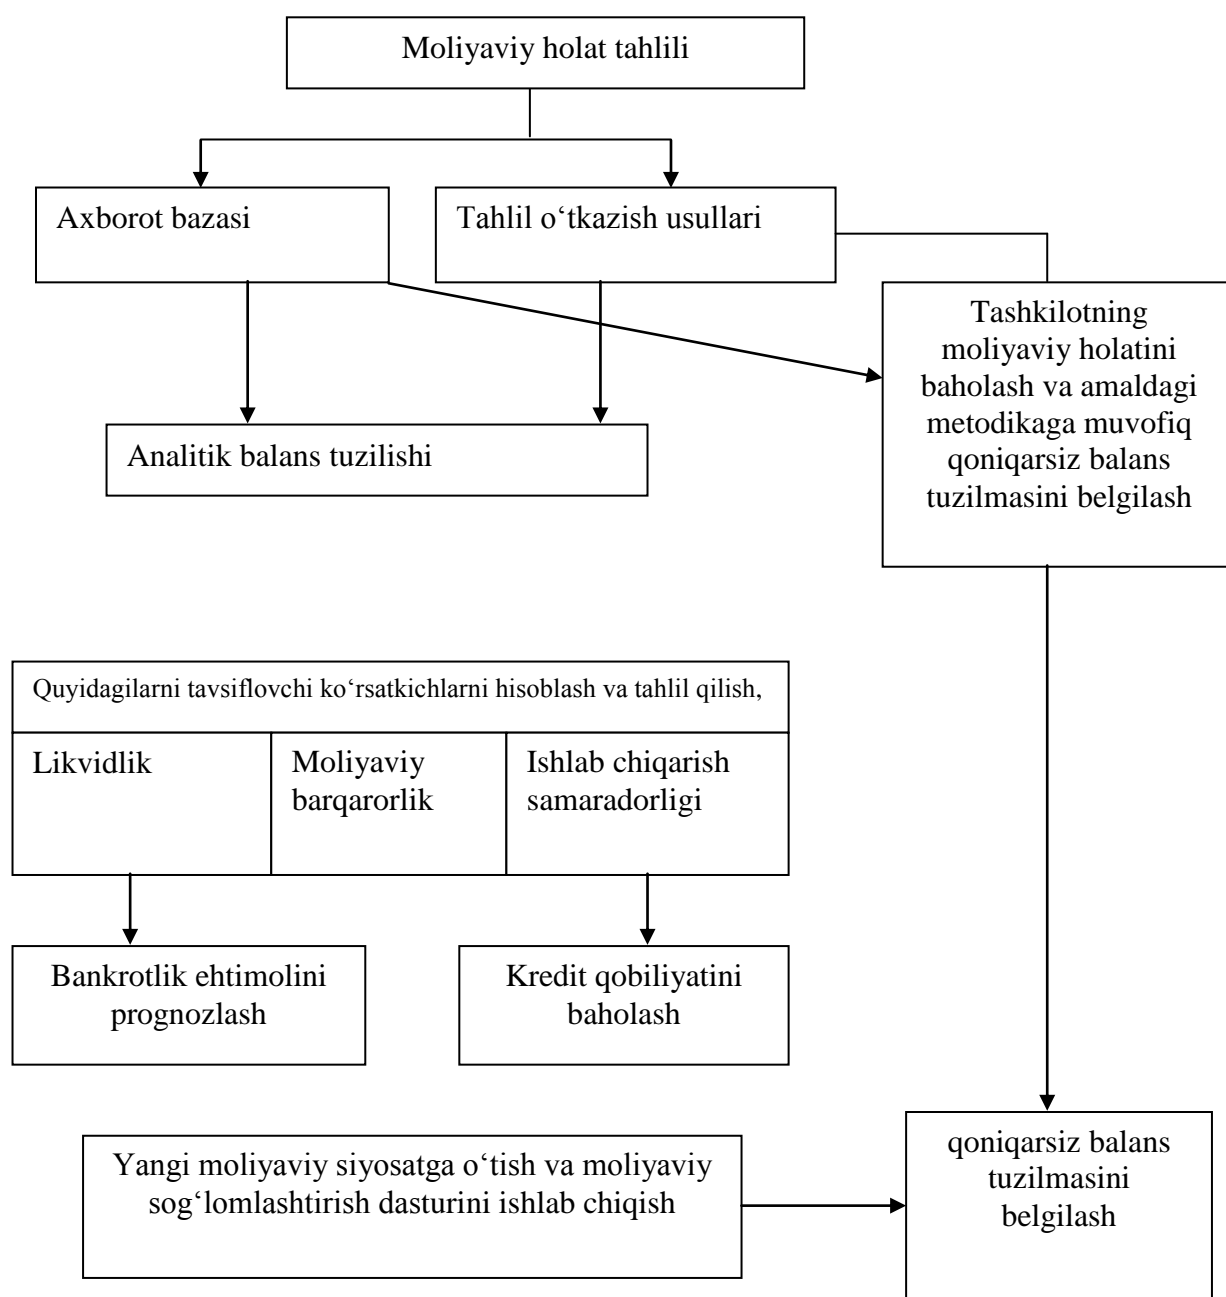 Moliyaviy holat tahlili
Axborot bazasi
Tahlil o‘tkazish usullari
Tashkilotning
moliyaviy holatini
baholash va amaldagi
metodikaga muvofiq
qoniqarsiz balans
tuzilmasini belgilash
Analitik balans tuzilishi
Quyidagilarni tavsiflovchi ko‘rsatkichlarni hisoblash va tahlil qilish,
Likvidlik
Moliyaviy
barqarorlik
Ishlab chiqarish
samaradorligi
Bankrotlik ehtimolini
prognozlash
Kredit qobiliyatini
baholash
Yangi moliyaviy siyosatga o‘tish va moliyaviy
sog‘lomlashtirish dasturini ishlab chiqish
qoniqarsiz balans
tuzilmasini
belgilash